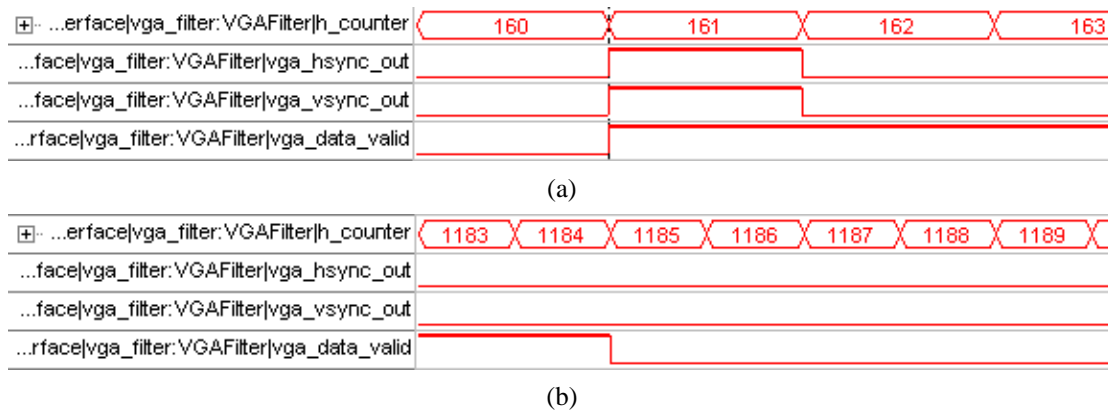 ...erface|vga_filter:VGAFilter|h_counter 160 161 162 163
...face|vga_filter:VGAFilter|vga_hsync_out
...face|vga_filter:VGAFilter|vga_vsync_out
...rface|vga_filter:VGAFilter|vga_data_valid
(a)
...erface|vga_filter:VGAFilter|h_counter 1183 1184 1185 1186 1187 1188 1189
...face|vga_filter:VGAFilter|vga_hsync_out
...face|vga_filter:VGAFilter|vga_vsync_out
...rface|vga_filter:VGAFilter|vga_data_valid
(b)